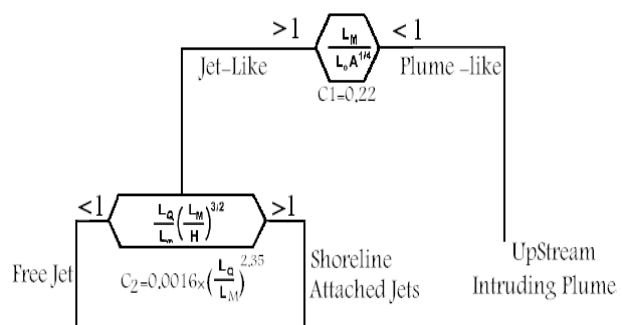 >1
L_M / L_o A^{1/4}
<1
Jet-Like
Plume -like
C1=0.22
<1
L_Q / L_m (L_M / H)^{3/2}
>1
Free Jet
C_2=0.0016×(L_Q / L_M)^{2.35}
Shoreline
Attached Jets
UpStream
Intruding Plume